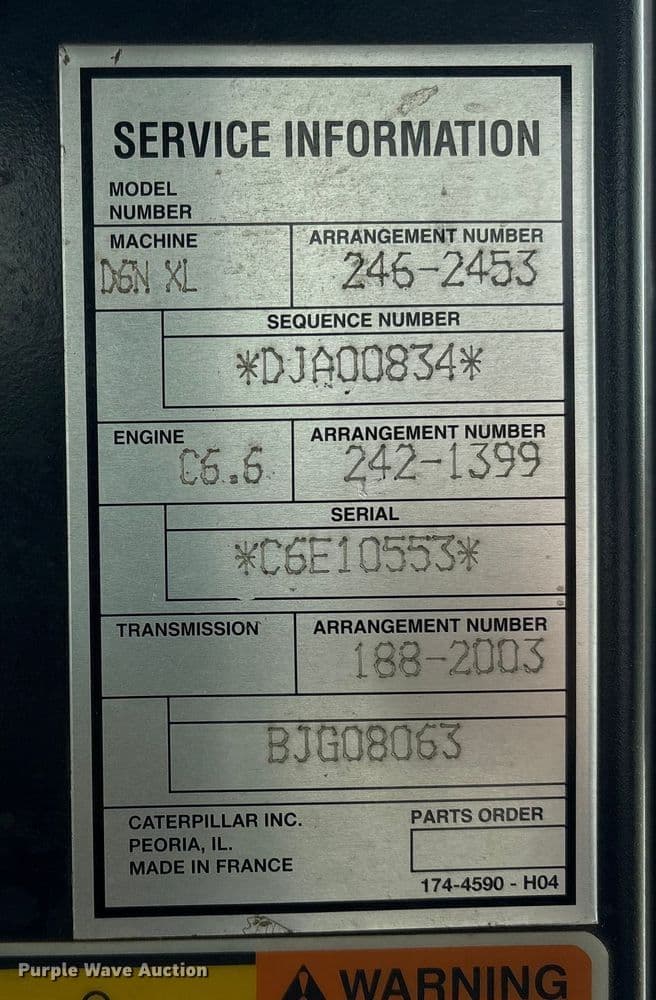 SERVICE INFORMATION
MODEL
NUMBER
MACHINE
ARRANGEMENT NUMBER
D6N XL
246-2453
SEQUENCE NUMBER
*DJA00834*
ENGINE
ARRANGEMENT NUMBER
C6.6
242-1399
SERIAL
*C6E10553*
TRANSMISSION
ARRANGEMENT NUMBER
188-2003
BJG08063
CATERPILLAR INC.
PEORIA, IL.
MADE IN FRANCE
PARTS ORDER
174-4590 - H04
Purple Wave Auction
WARNING